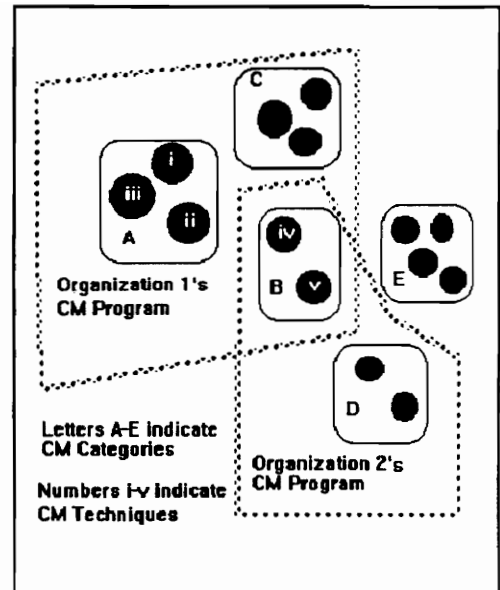 C
i
iii
ii
A
iv
B
v
E
Organization 1's
CM Program
D
Letters A-E indicate
CM Categories
Organization 2's
CM Program
Numbers i-v indicate
CM Techniques